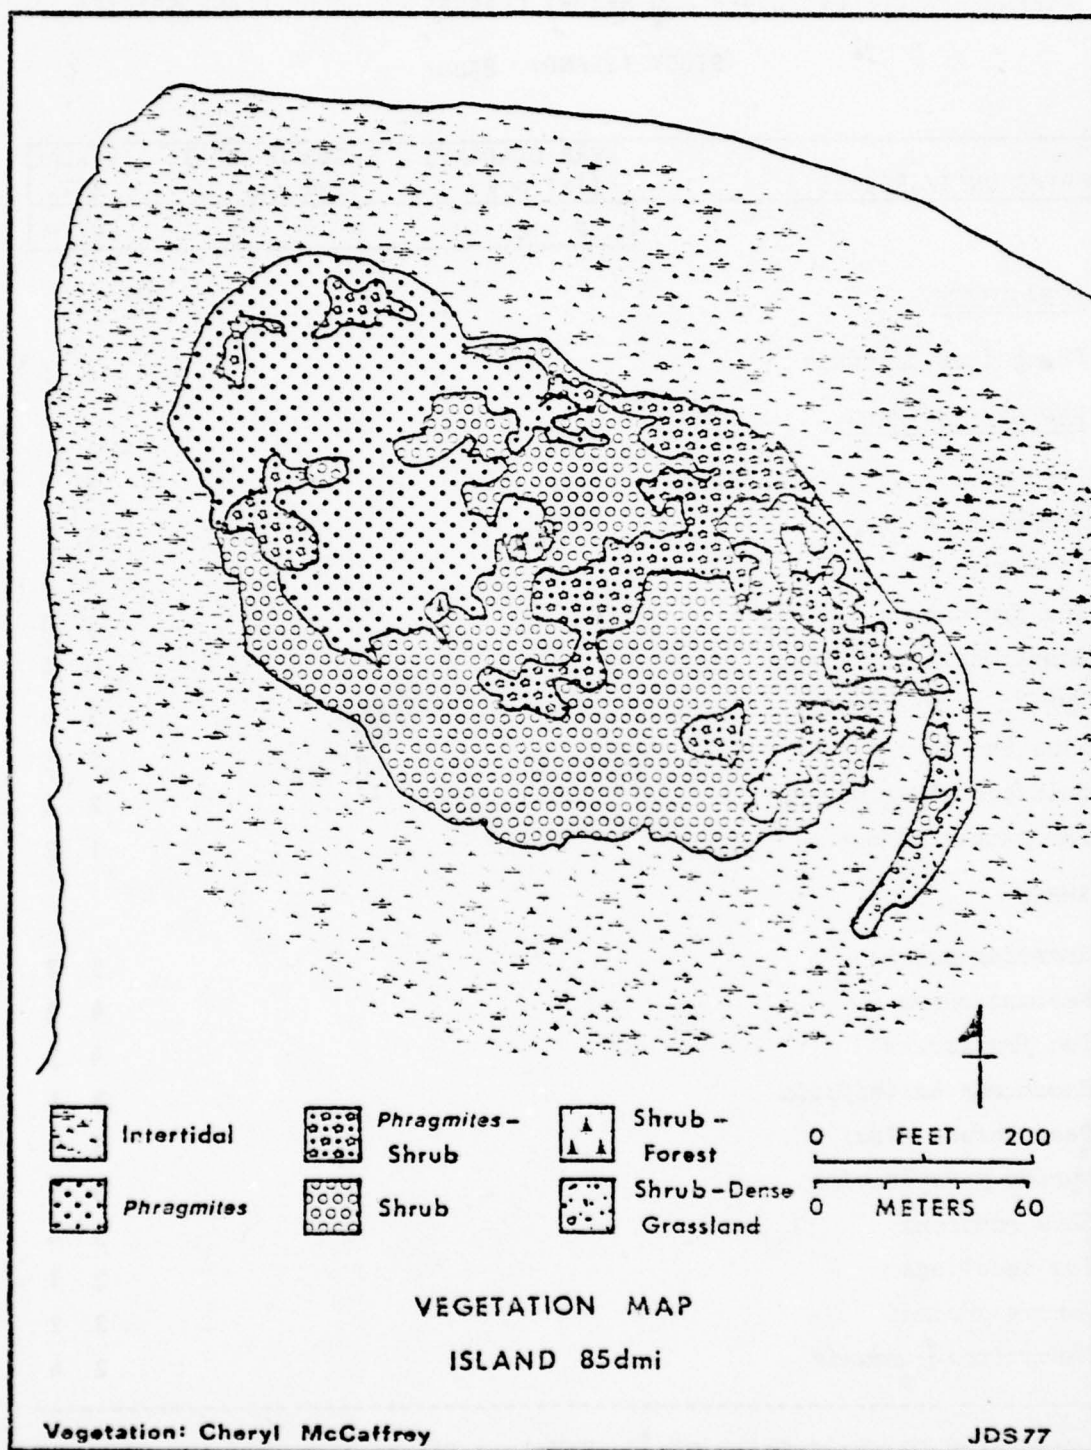 Intertidal
Phragmites
Phragmites-
Shrub
Shrub
Shrub-
Forest
Shrub-Dense
Grassland
0 FEET 200
0 METERS 60
VEGETATION MAP
ISLAND 85dmi
Vegetation: Cheryl McCaffrey
JDS77